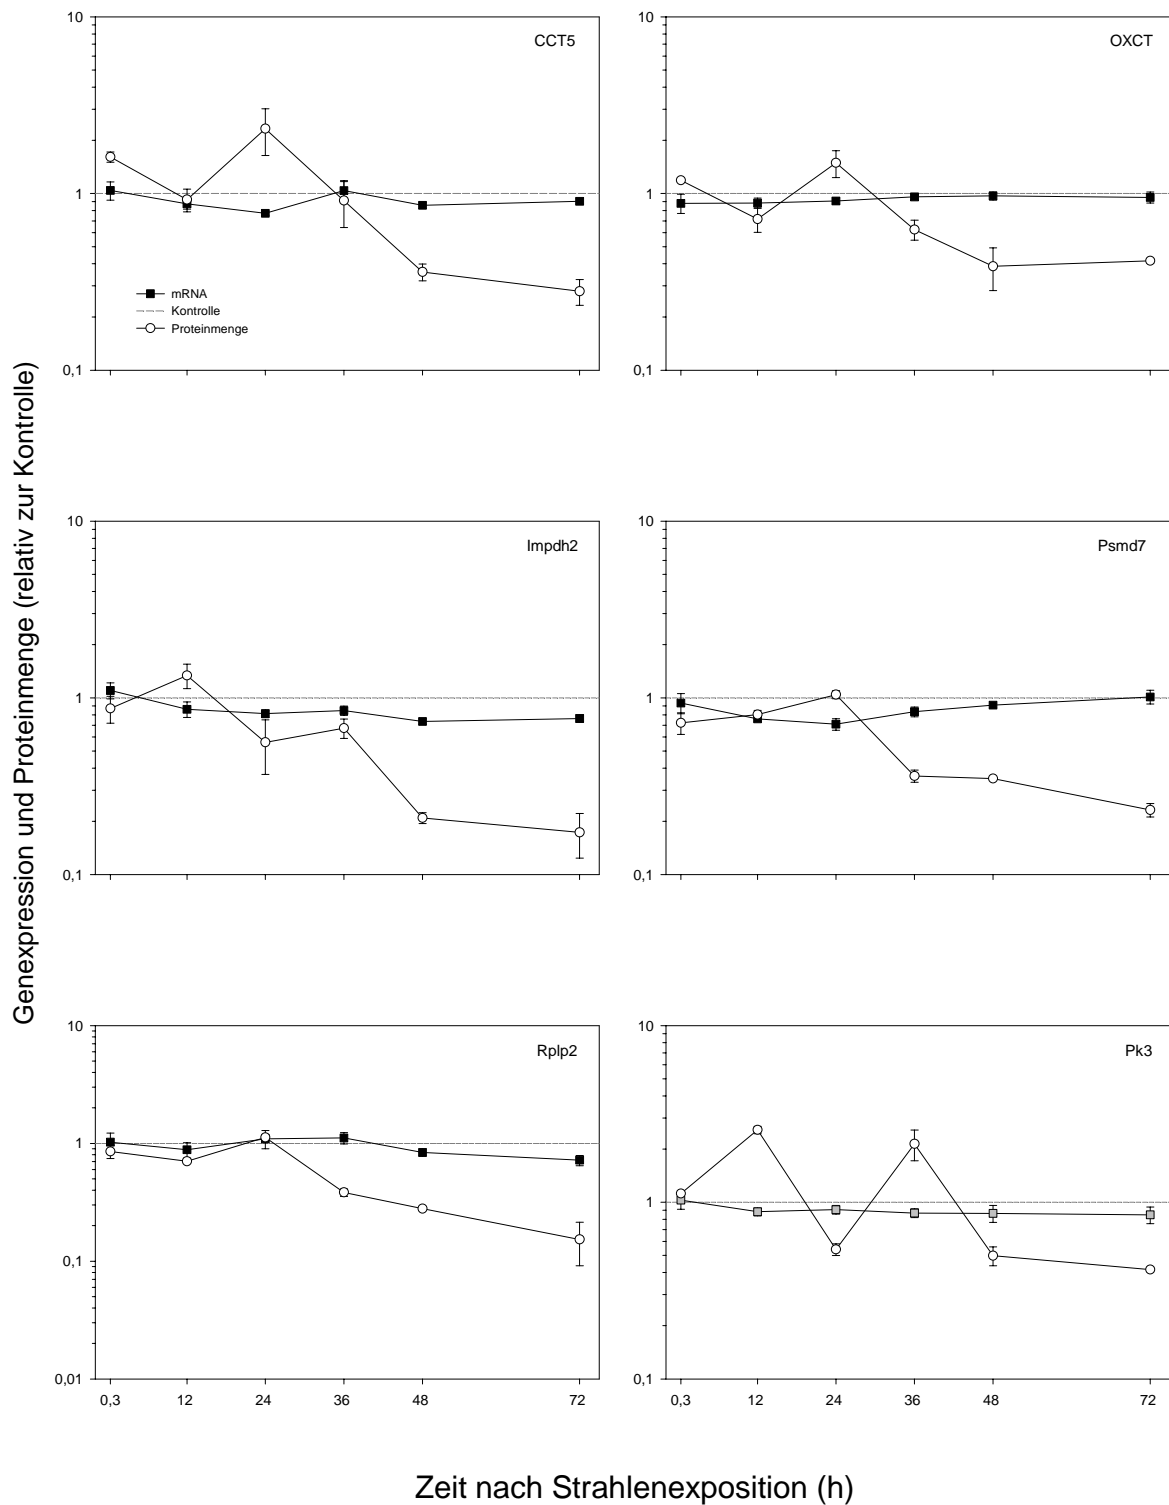 Genexpression und Proteinmenge (relativ zur Kontrolle)
10
1
0,1
CCT5
mRNA
Kontrolle
Proteinmenge
10
1
0,1
OXCT
10
1
0,1
Impdh2
10
1
0,1
Psmd7
10
1
0,1
0,01
Rplp2
0,3 12 24 36 48 72
10
1
0,1
Pk3
0,3 12 24 36 48 72
Zeit nach Strahlenexposition (h)